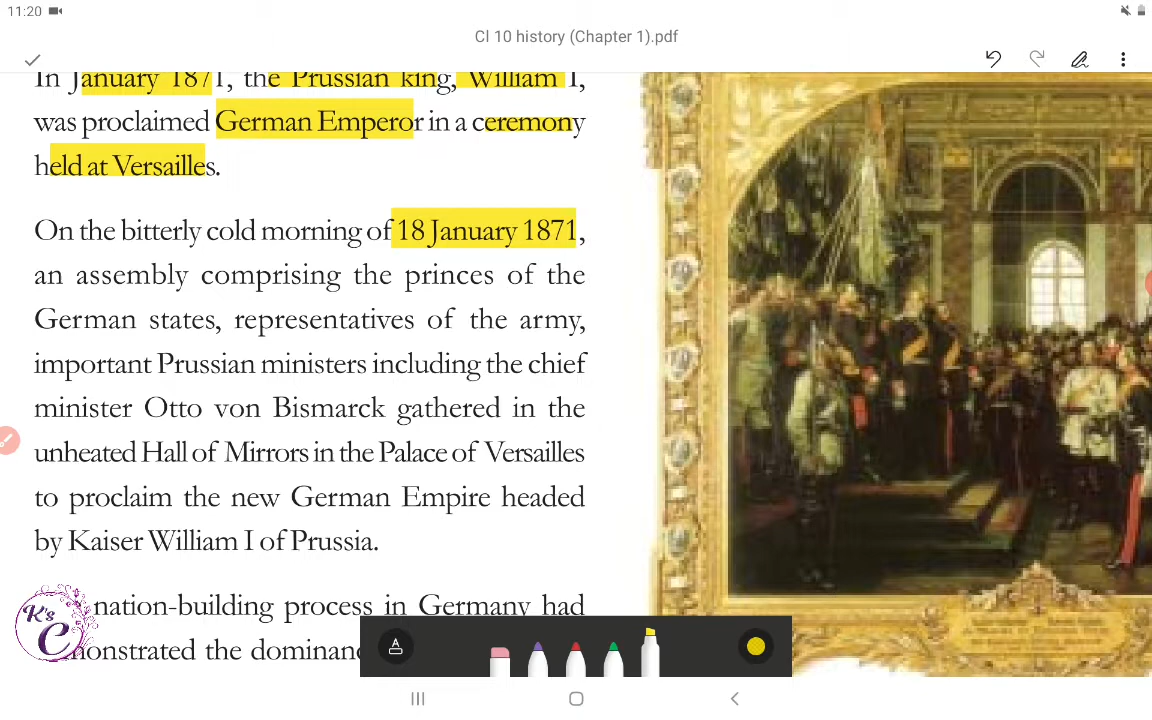 11:20
Cl 10 history (Chapter 1).pdf
In January 1871, the Prussian king, William I,
was proclaimed German Emperor in a ceremony
held at Versailles.
On the bitterly cold morning of 18 January 1871,
an assembly comprising the princes of the
German states, representatives of the army,
important Prussian ministers including the chief
minister Otto von Bismarck gathered in the
unheated Hall of Mirrors in the Palace of Versailles
to proclaim the new German Empire headed
by Kaiser William I of Prussia.
nation-building process in Germany had
the
K's
C
A